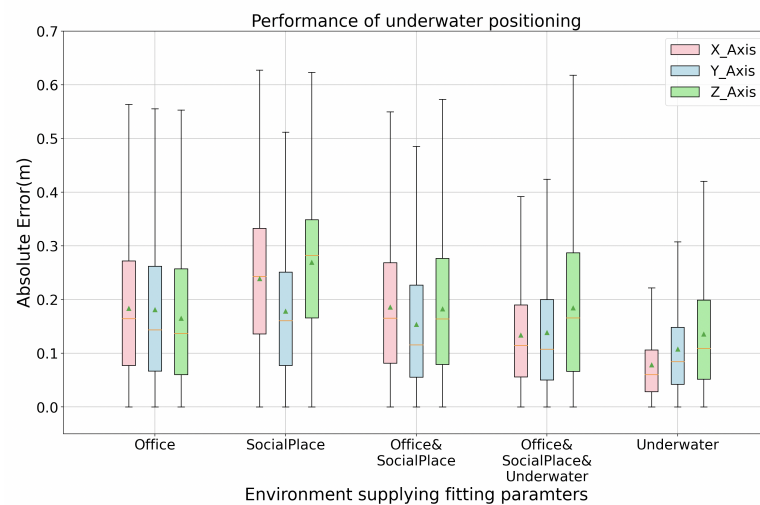 Performance of underwater positioning
X_Axis
Y_Axis
Z_Axis
Absolute Error(m)
0.7
0.6
0.5
0.4
0.3
0.2
0.1
0.0
Office
SocialPlace
Office&
SocialPlace
Office&
SocialPlace&
Underwater
Underwater
Environment supplying fitting paramters